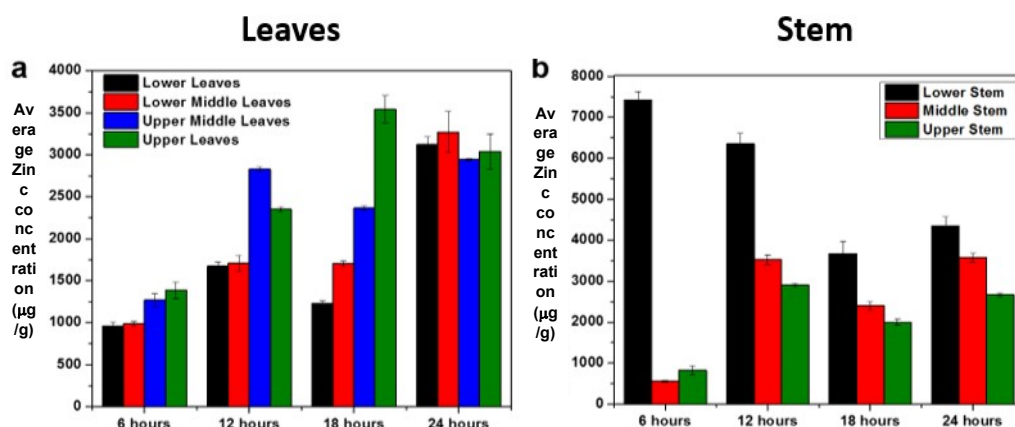 Leaves
Stem
a
Av
era
ge
Zin
c
co
nc
ent
rati
on
(µg
/g)
4000
3500
3000
2500
2000
1500
1000
500
0
Lower Leaves
Lower Middle Leaves
Upper Middle Leaves
Upper Leaves
6 hours
12 hours
18 hours
24 hours
b
Av
era
ge
Zin
c
co
nc
ent
rati
on
(µg
/g)
8000
7000
6000
5000
4000
3000
2000
1000
0
Lower Stem
Middle Stem
Upper Stem
6 hours
12 hours
18 hours
24 hours